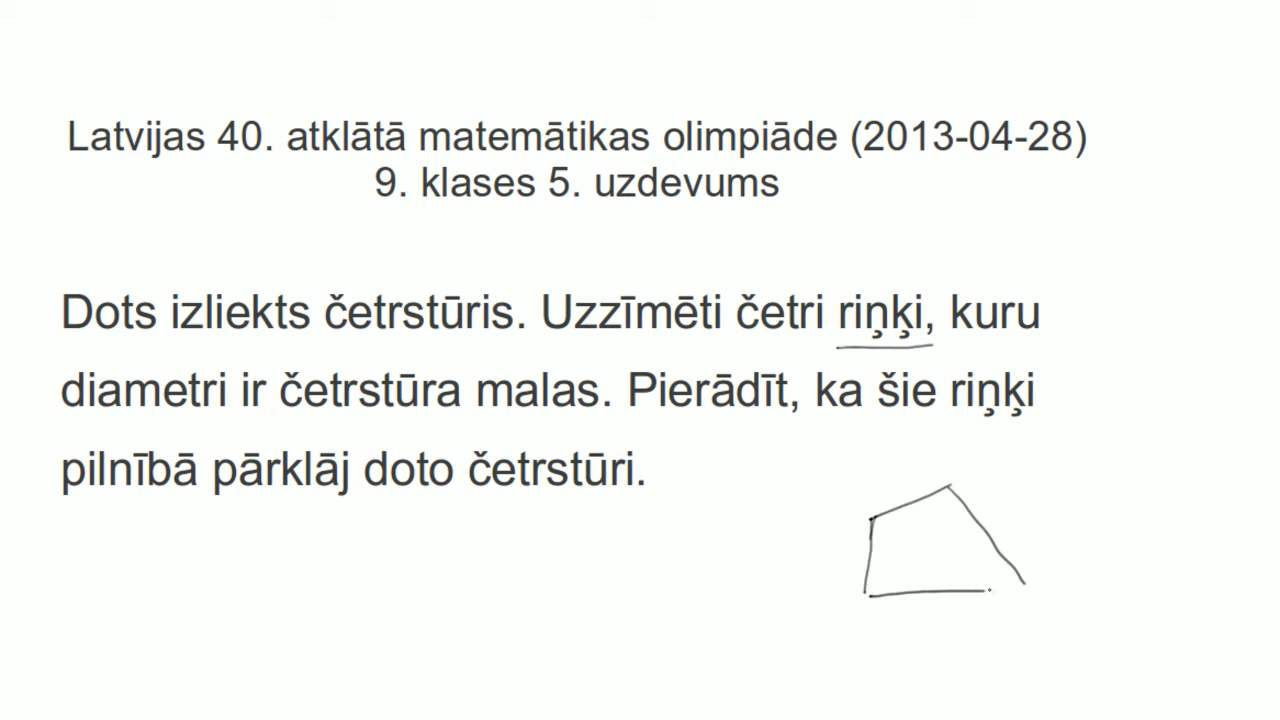 Latvijas 40. atklātā matemātikas olimpiāde (2013-04-28)
9. klases 5. uzdevums
Dots izliekts četrstūris. Uzzīmēti četri riņķi, kuru
diametri ir četrstūra malas. Pierādīt, ka šie riņķi
pilnībā pārklāj doto četrstūri.